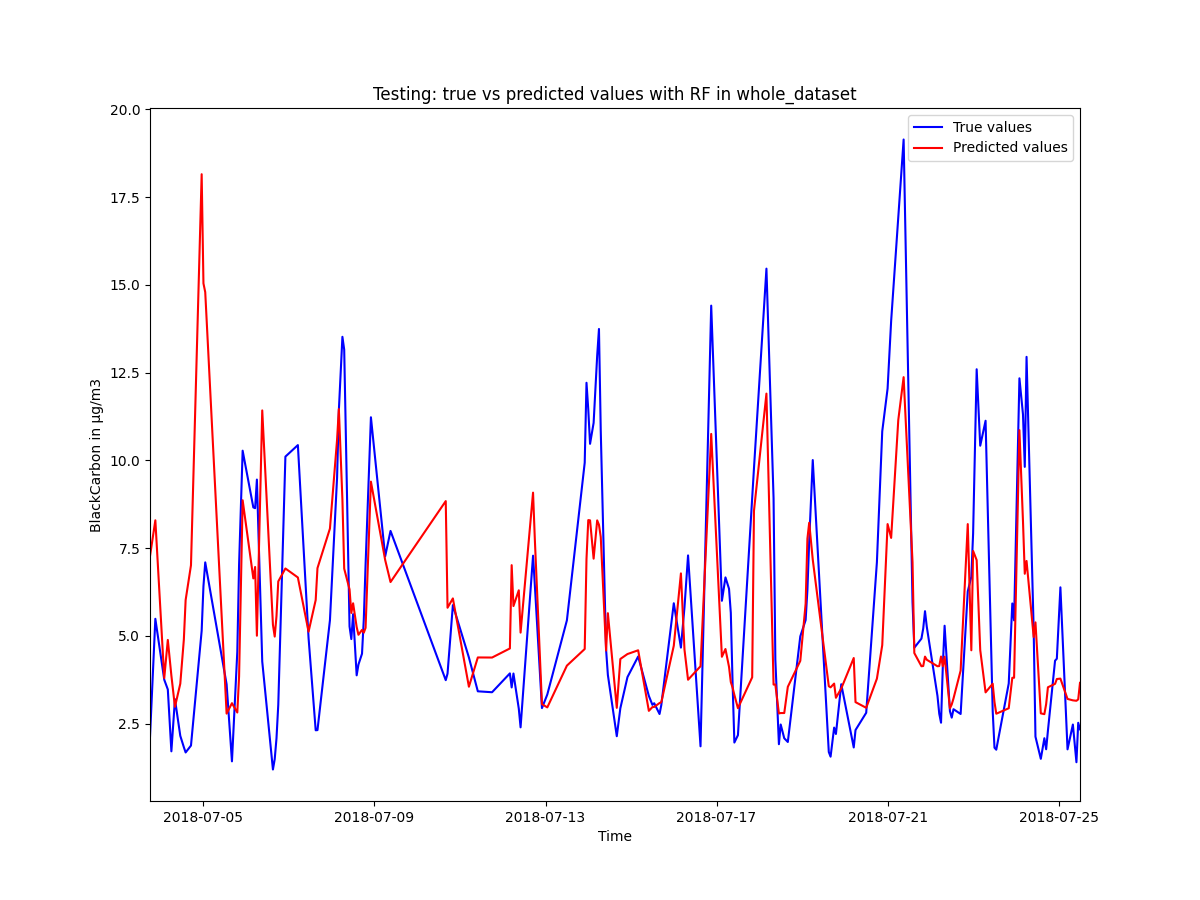 Testing: true vs predicted values with RF in whole_dataset
True values
Predicted values
20.0
17.5
15.0
12.5
10.0
7.5
5.0
2.5
BlackCarbon in µg/m3
2018-07-05
2018-07-09
2018-07-13
2018-07-17
2018-07-21
2018-07-25
Time